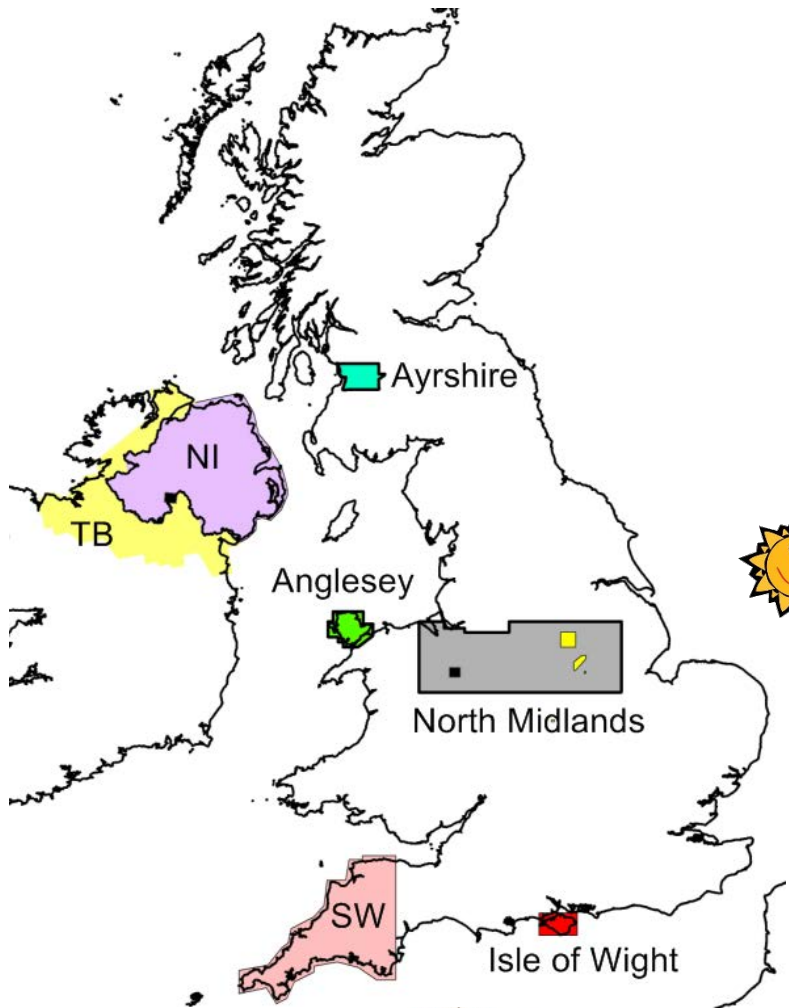 Ayrshire
NI
TB
Anglesey
North Midlands
SW
Isle of Wight